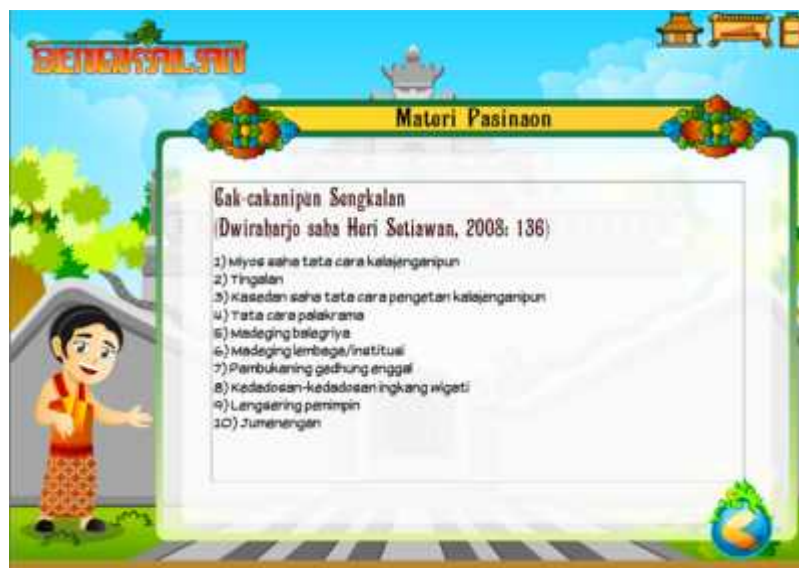 SENGKALAN
Materi Pasinaon
Cak-cakanipun Sengkalan
(Dwiraharjo saha Heri Setiawan, 2008: 136)
1) Miyos saha tata cara kalajenganipun
2) Tingalan
3) Kasedan saha tata cara pengetan kalajenganipun
4) Tata cara palakrama
5) Madeging balegriya
6) Madeging lembaga/institusi
7) Pambukaning gedhung enggal
8) Kedadosan-kedadosan ingkang wigati
9) Lengsering pemimpin
10) Jumenengan